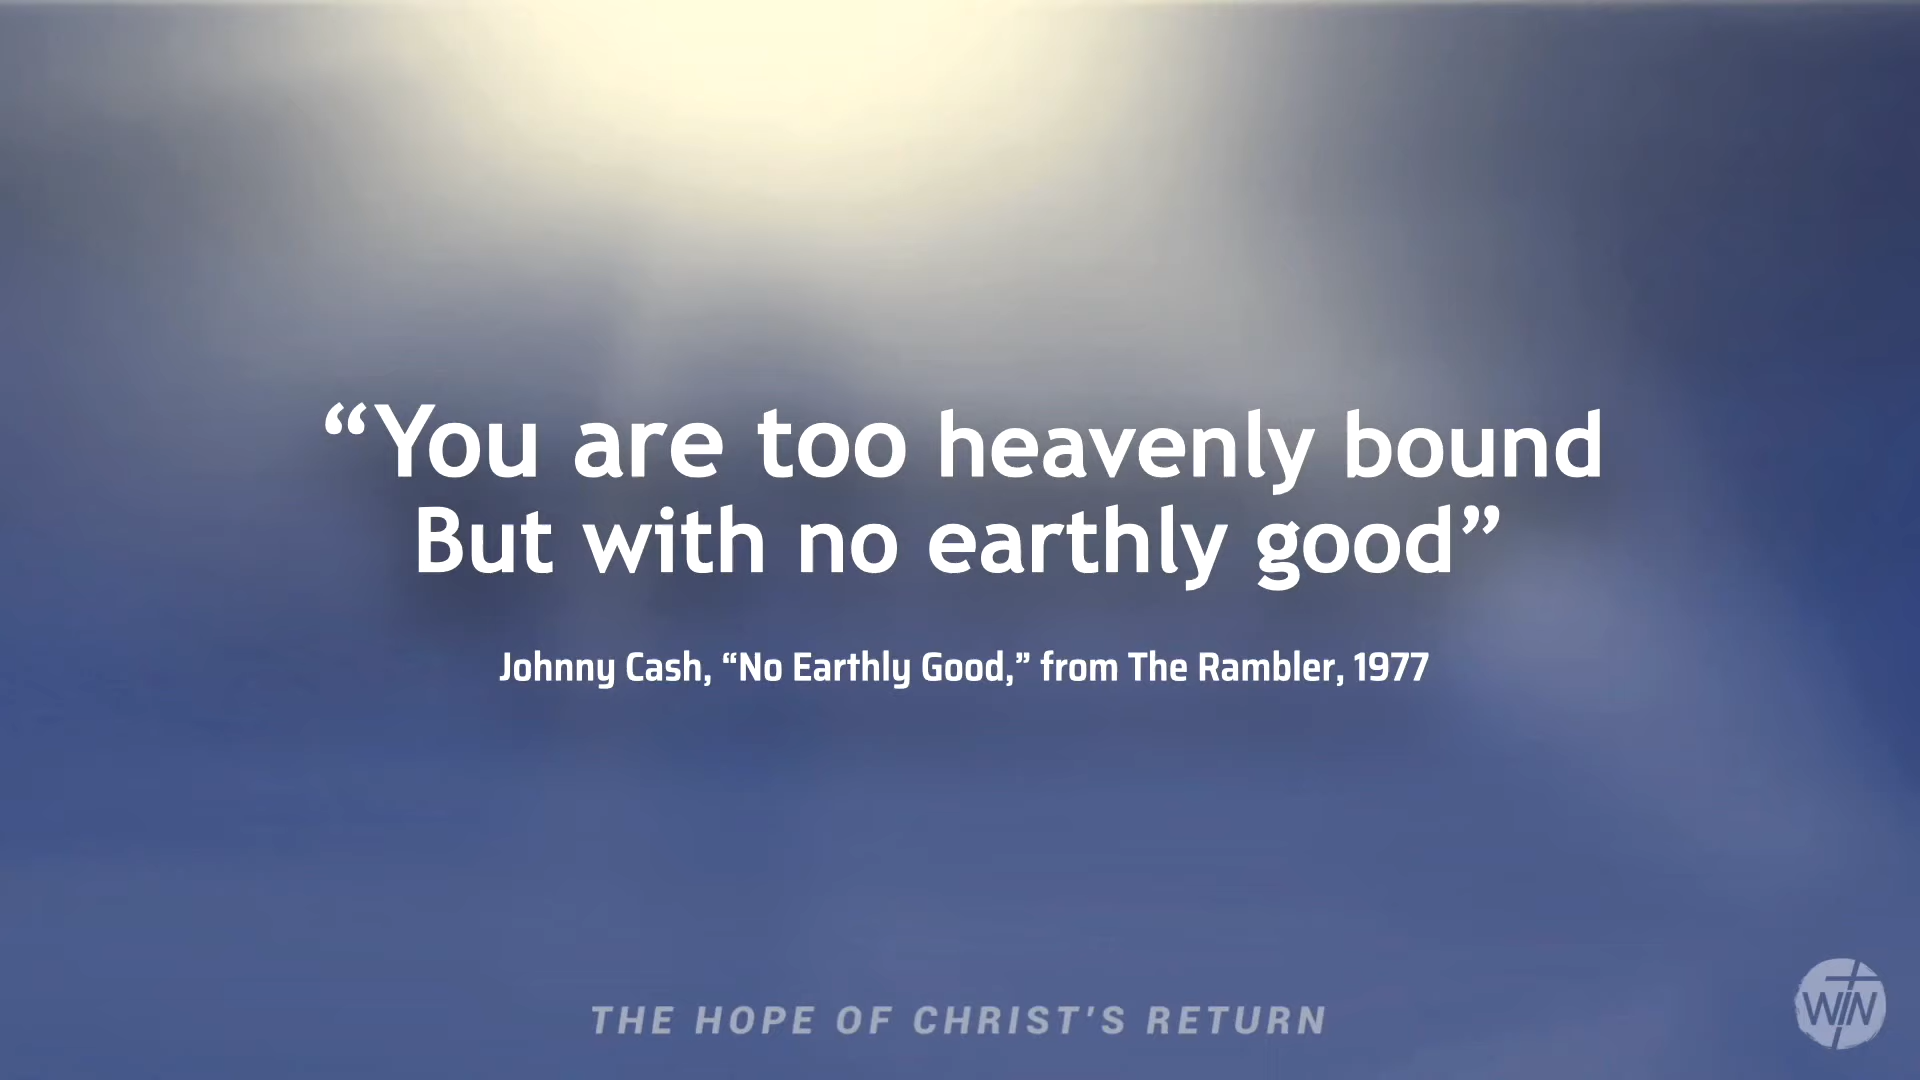 “You are too heavenly bound
But with no earthly good”
Johnny Cash, “No Earthly Good,” from The Rambler, 1977
THE HOPE OF CHRIST’S RETURN
WIN